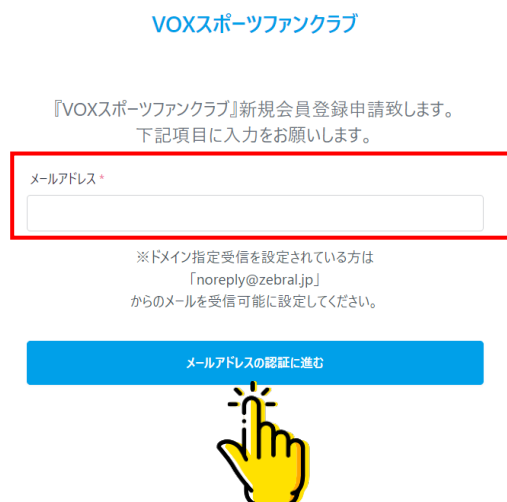 VOXスポーツファンクラブ
『VOXスポーツファンクラブ』新規会員登録申請致します。
下記項目に入力をお願いします。
メールアドレス *
※ドメイン指定受信を設定されている方は
「noreply@zebral.jp」
からのメールを受信可能に設定してください。
メールアドレスの認証に進む